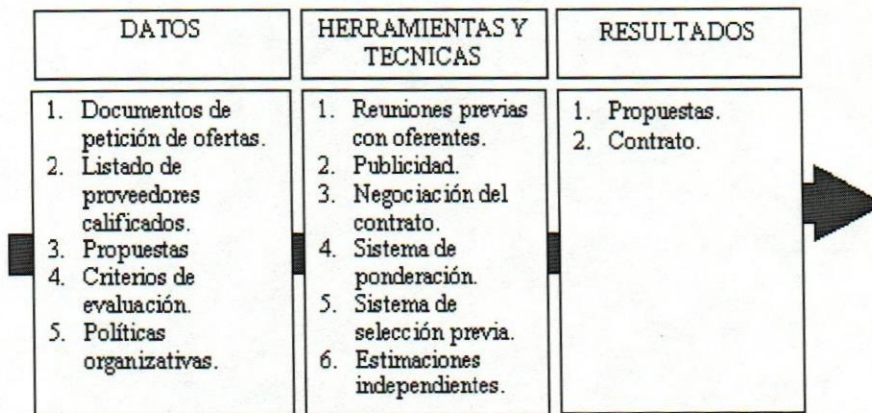 DATOS
1. Documentos de
petición de ofertas.
2. Listado de
proveedores
calificados.
3. Propuestas
4. Criterios de
evaluación.
5. Políticas
organizativas.
HERRAMIENTAS Y
TECNICAS
1. Reuniones previas
con oferentes.
2. Publicidad.
3. Negociación del
contrato.
4. Sistema de
ponderación.
5. Sistema de
selección previa.
6. Estimaciones
independientes.
RESULTADOS
1. Propuestas.
2. Contrato.